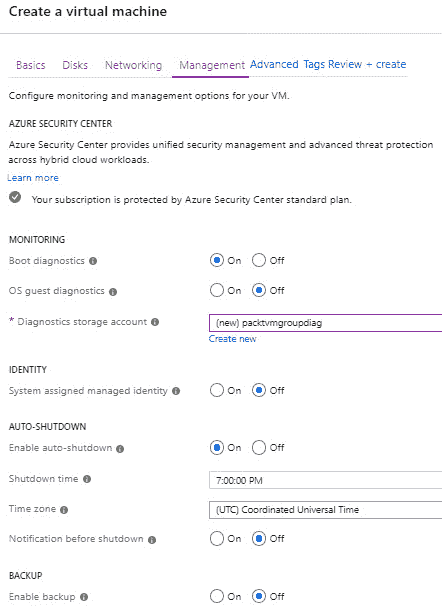 Create a virtual machine
Basics Disks Networking Management Advanced Tags Review + create
Configure monitoring and management options for your VM.
AZURE SECURITY CENTER
Azure Security Center provides unified security management and advanced threat protection
across hybrid cloud workloads.
Learn more
Your subscription is protected by Azure Security Center standard plan.
MONITORING
Boot diagnostics On Off
OS guest diagnostics On Off
* Diagnostics storage account (new) packtvmgroupdiag
Create new
IDENTITY
System assigned managed identity On Off
AUTO-SHUTDOWN
Enable auto-shutdown On Off
Shutdown time 7:00:00 PM
Time zone (UTC) Coordinated Universal Time
Notification before shutdown On Off
BACKUP
Enable backup On Off